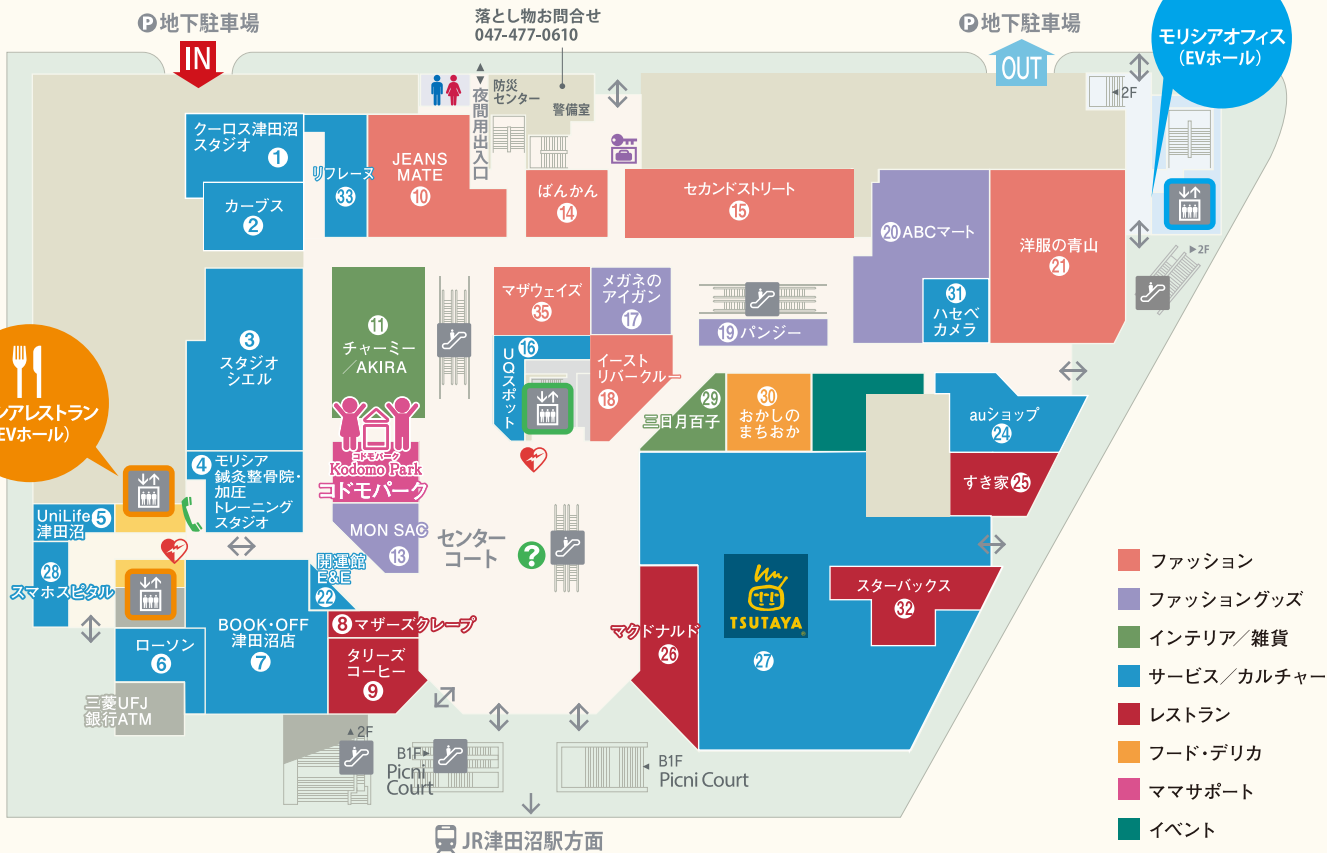 地下駐車場
IN
落とし物お問合せ
047-477-0610
地下駐車場
OUT
モリシアオフィス
(EVホール)
夜間用出入口
防災
センター
警備室
2F
クーロス津田沼
スタジオ
1
カーブス
2
リフレーヌ
33
JEANS
MATE
10
ばんかん
14
セカンドストリート
15
20 ABCマート
洋服の青山
21
2F
31
ハセベ
カメラ
3
スタジオ
シエル
11
チャーミー
/AKIRA
マザウェイズ
35
メガネの
アイガン
17
19 パンジー
16
UQスポット
イースト
リバークルー
18
29
三日月百子
30
おかしの
まちおか
auショップ
24
すき家 25
シアレストラン
EVホール)
コドモパーク
Kodomo Park
コドモパーク
4 モリシア
鍼灸整骨院・
加圧
トレーニング
スタジオ
UniLife 5
津田沼
28
スマホスピタル
MON SAC
13
センター
コート
?
開運館
E&E
22
BOOK・OFF
津田沼店
7
ローソン
6
三菱UFJ
銀行ATM
8 マザーズクレープ
タリーズ
コーヒー
9
マクドナルド
26
TSUTAYA
27
スターバックス
32
2F
B1F
Picni
Court
B1F
Picni Court
JR津田沼駅方面
ファッション
ファッショングッズ
インテリア/雑貨
サービス/カルチャー
レストラン
フード・デリカ
ママサポート
イベント